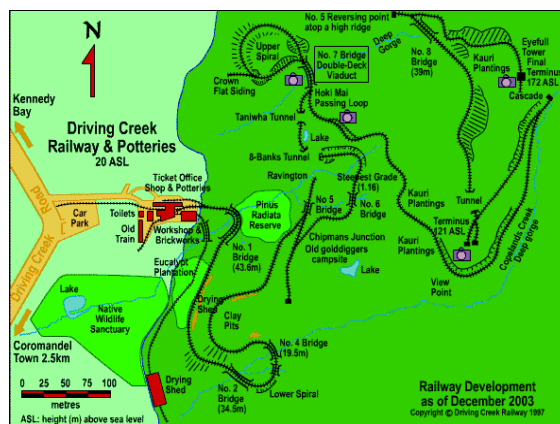 N
No. 5 Reversing point
atop a high ridge
Deep
Gorge
Upper
Spiral
No. 7 Bridge
Double-Deck
Viaduct
No. 8
Bridge
(39m)
Kauri
Plantings
Eyefull
Tower
Final
Terminus
172 ASL
Cascade
Crown
Flat Siding
Hoki Mai
Passing Loop
Kennedy
Bay
Taniwha Tunnel
Lake
Driving Creek
Railway & Potteries
20 ASL
8-Banks Tunnel
Steepest Grade
(1.16)
Ravington
Kauri
Plantings
Tunnel
Ticket Office
Shop & Potteries
No 5
Bridge
No. 6
Bridge
Driving Creek
Road
Car
Park
Toilets
Old
Train
Workshop &
Brickworks
Pinus
Radiata
Reserve
No. 1
Bridge
(43.6m)
Chipmans Junction
Old golddiggers
campsite
Kauri
Plantings
Terminus
121 ASL
Copelands Creek
Deep gorge
Eucalypt
Plantation
Lake
View
Point
Lake
Native
Wildlife
Sanctuary
Drying
Shed
Clay
Pits
Coromandel
Town 2.5km
No. 4 Bridge
(19.5m)
Drying
Shed
No. 2
Bridge
(34.5m)
Lower Spiral
0 20 40 60 80 100
metres
ASL: height (m) above sea level
Railway Development
as of December 2003
Copyright © Driving Creek Railway 1997